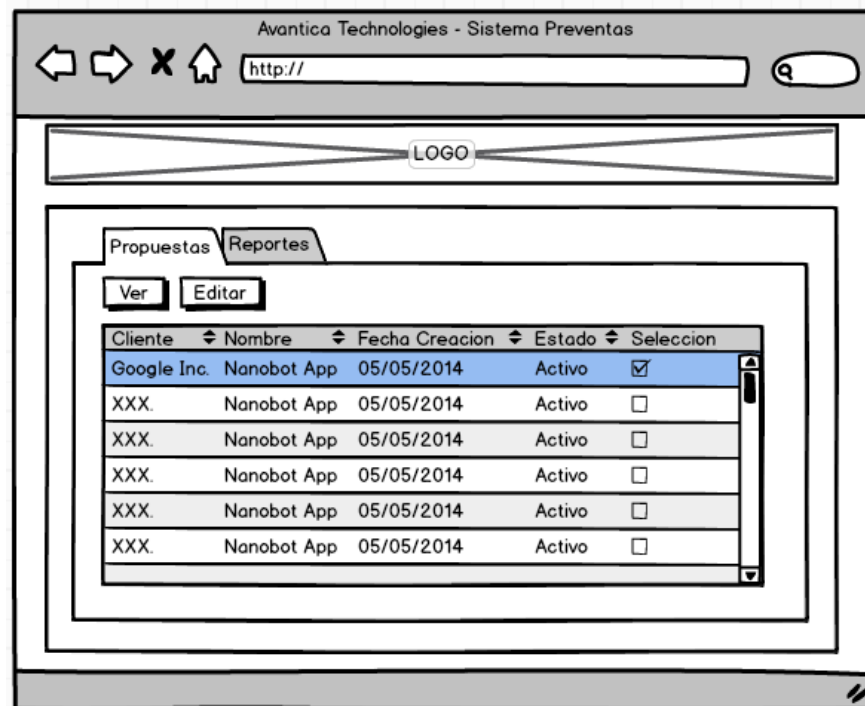 Avantica Technologies - Sistema Preventas
http://
LOGO
Propuestas Reportes
Ver Editar
Cliente Nombre Fecha Creacion Estado Seleccion
Google Inc. Nanobot App 05/05/2014 Activo
XXX. Nanobot App 05/05/2014 Activo
XXX. Nanobot App 05/05/2014 Activo
XXX. Nanobot App 05/05/2014 Activo
XXX. Nanobot App 05/05/2014 Activo
XXX. Nanobot App 05/05/2014 Activo